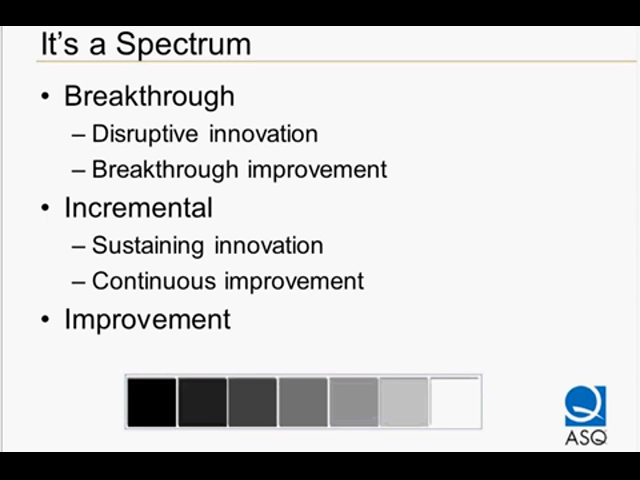 It's a Spectrum
• Breakthrough
– Disruptive innovation
– Breakthrough improvement
• Incremental
– Sustaining innovation
– Continuous improvement
• Improvement
ASQ